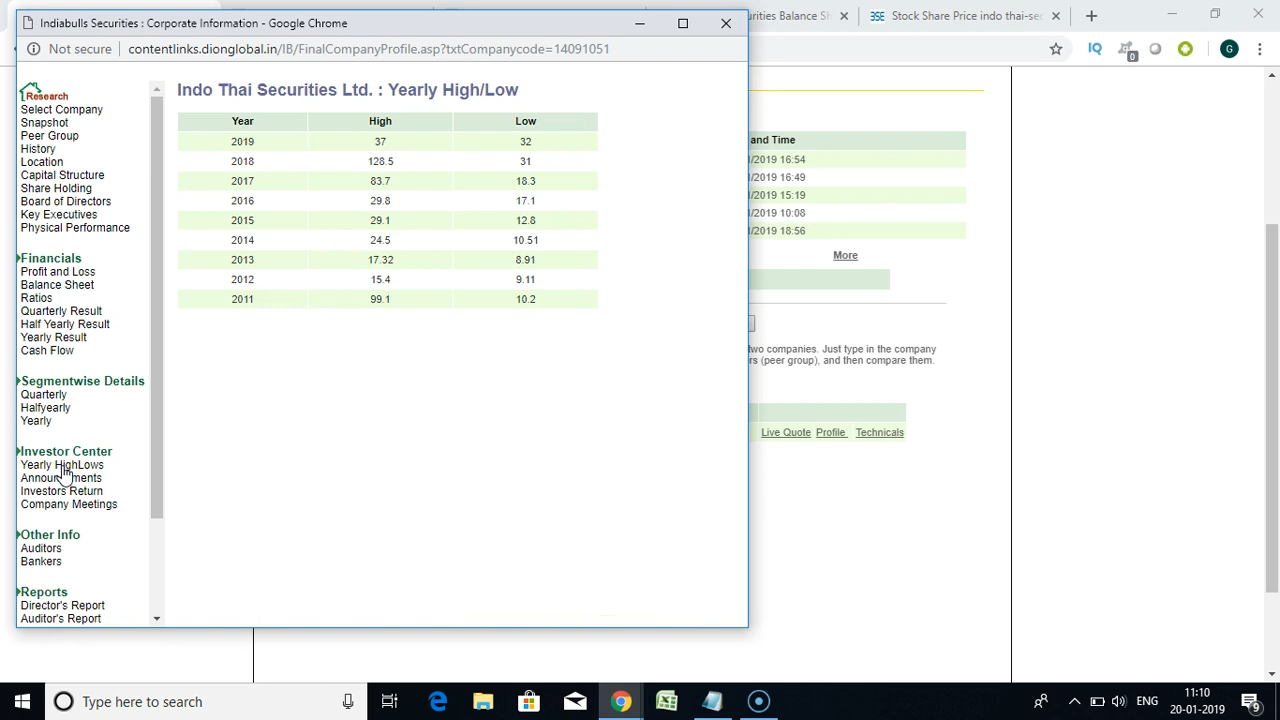 Indiabulls Securities : Corporate Information - Google Chrome
urities Balance Sh
Stock Share Price indo thai-sec
Not secure
contentlinks.dionglobal.in/IB/FinalCompanyProfile.asp?txtCompanycode=14091051
IQ
0
G
Research
Select Company
Snapshot
Peer Group
History
Location
Capital Structure
Share Holding
Board of Directors
Key Executives
Physical Performance
Financials
Profit and Loss
Balance Sheet
Ratios
Quarterly Result
Half Yearly Result
Yearly Result
Cash Flow
Segmentwise Details
Quarterly
Halfyearly
Yearly
Investor Center
Yearly HighLows
Announcements
Investors Return
Company Meetings
Other Info
Auditors
Bankers
Reports
Director's Report
Auditor's Report
Indo Thai Securities Ltd. : Yearly High/Low
Year High Low
2019 37 32
2018 128.5 31
2017 83.7 18.3
2016 29.8 17.1
2015 29.1 12.8
2014 24.5 10.51
2013 17.32 8.91
2012 15.4 9.11
2011 99.1 10.2
and Time
/2019 16:54
/2019 16:49
/2019 15:19
/2019 10:08
/2019 18:56
More
two companies. Just type in the company
rs (peer group), and then compare them.
Live Quote Profile Technicals
Type here to search
ENG
11:10
20-01-2019
9